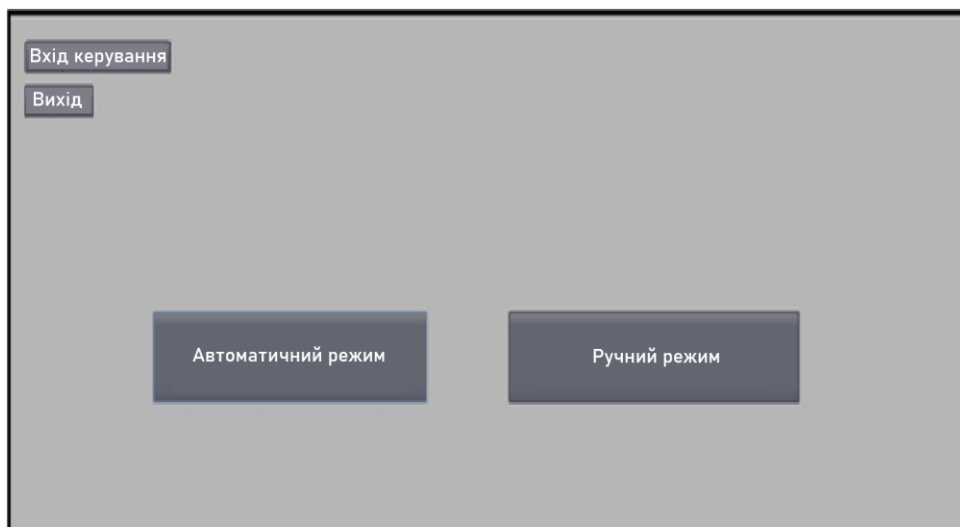 Вхід керування
Вихід
Автоматичний режим
Ручний режим